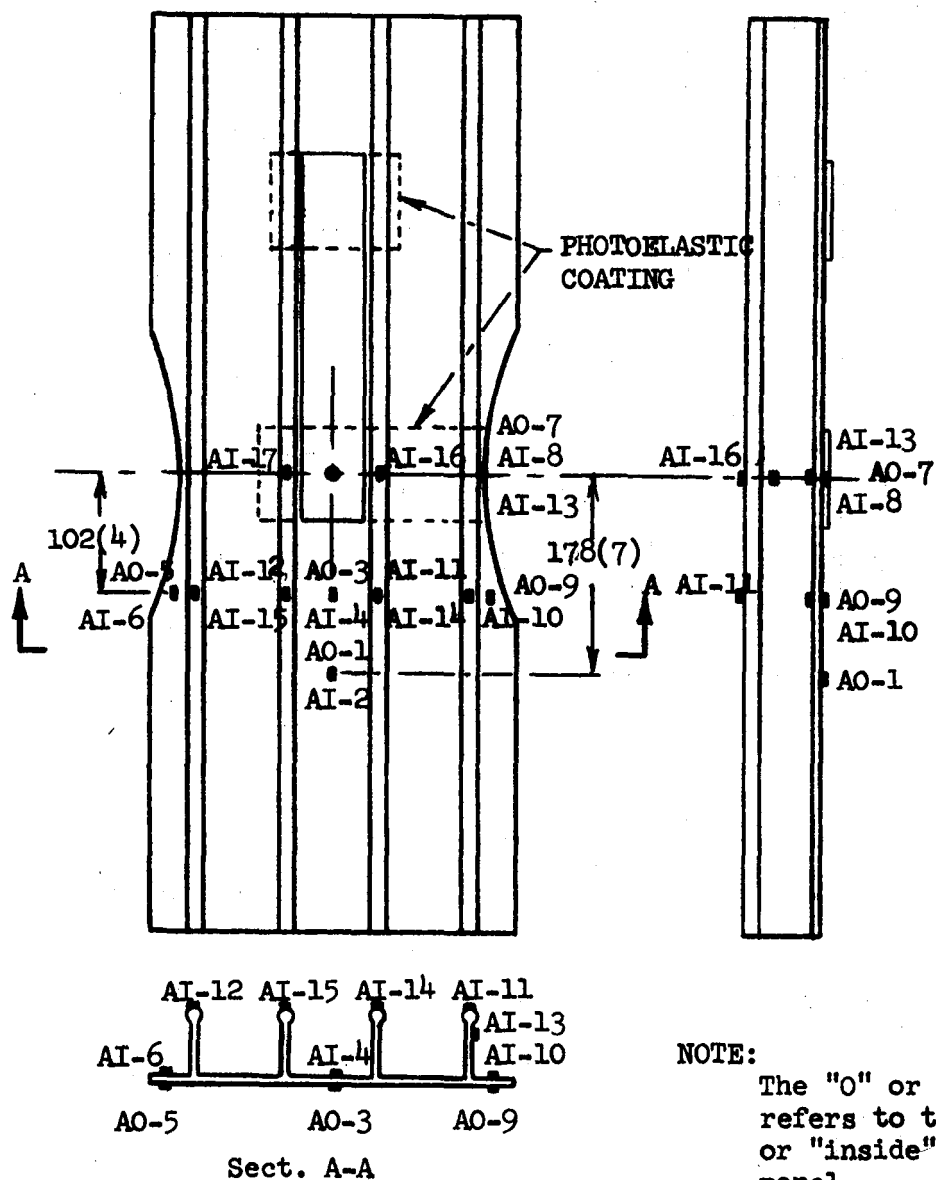 PHOTOELASTIC
COATING
AO-7
AI-17 AI-16 AI-8
AI-13
AI-16 AI-13
AO-7
AI-8
102(4)
178(7)
A AO-5 AI-12 AO-3 AI-11 AO-9 A AI-11 AO-9
AI-6 AI-15 AI-4 AI-14 AI-10 AI-10
AO-1 AO-1
AI-2
AI-12 AI-15 AI-14 AI-11
AI-13
AI-6 AI-4 AI-10
AO-5 AO-3 AO-9
Sect. A-A
NOTE:
The "O" or
refers to t
or "inside"